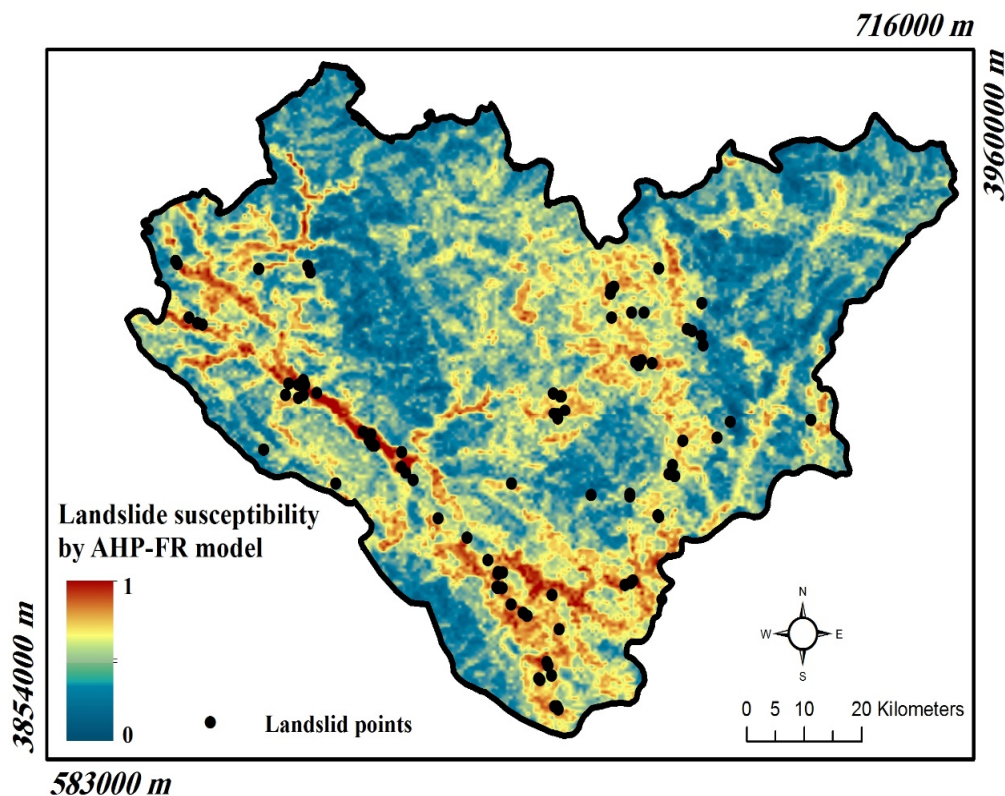 716000 m
3960000 m
Landslide susceptibility
by AHP-FR model
1
0
Landslid points
N
W E
S
0 5 10 20 Kilometers
3854000 m
583000 m